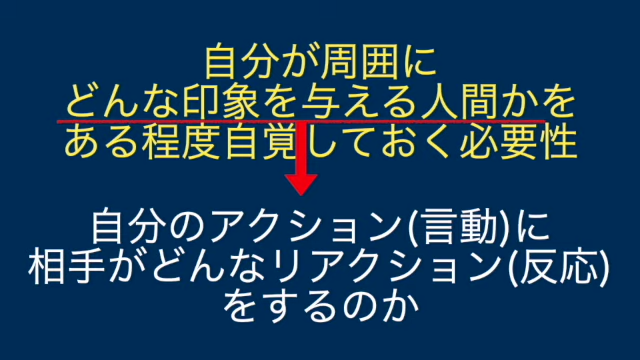 自分が周囲に
どんな印象を与える人間かを
ある程度自覚しておく必要性
自分のアクション(言動)に
相手がどんなリアクション(反応)
をするのか